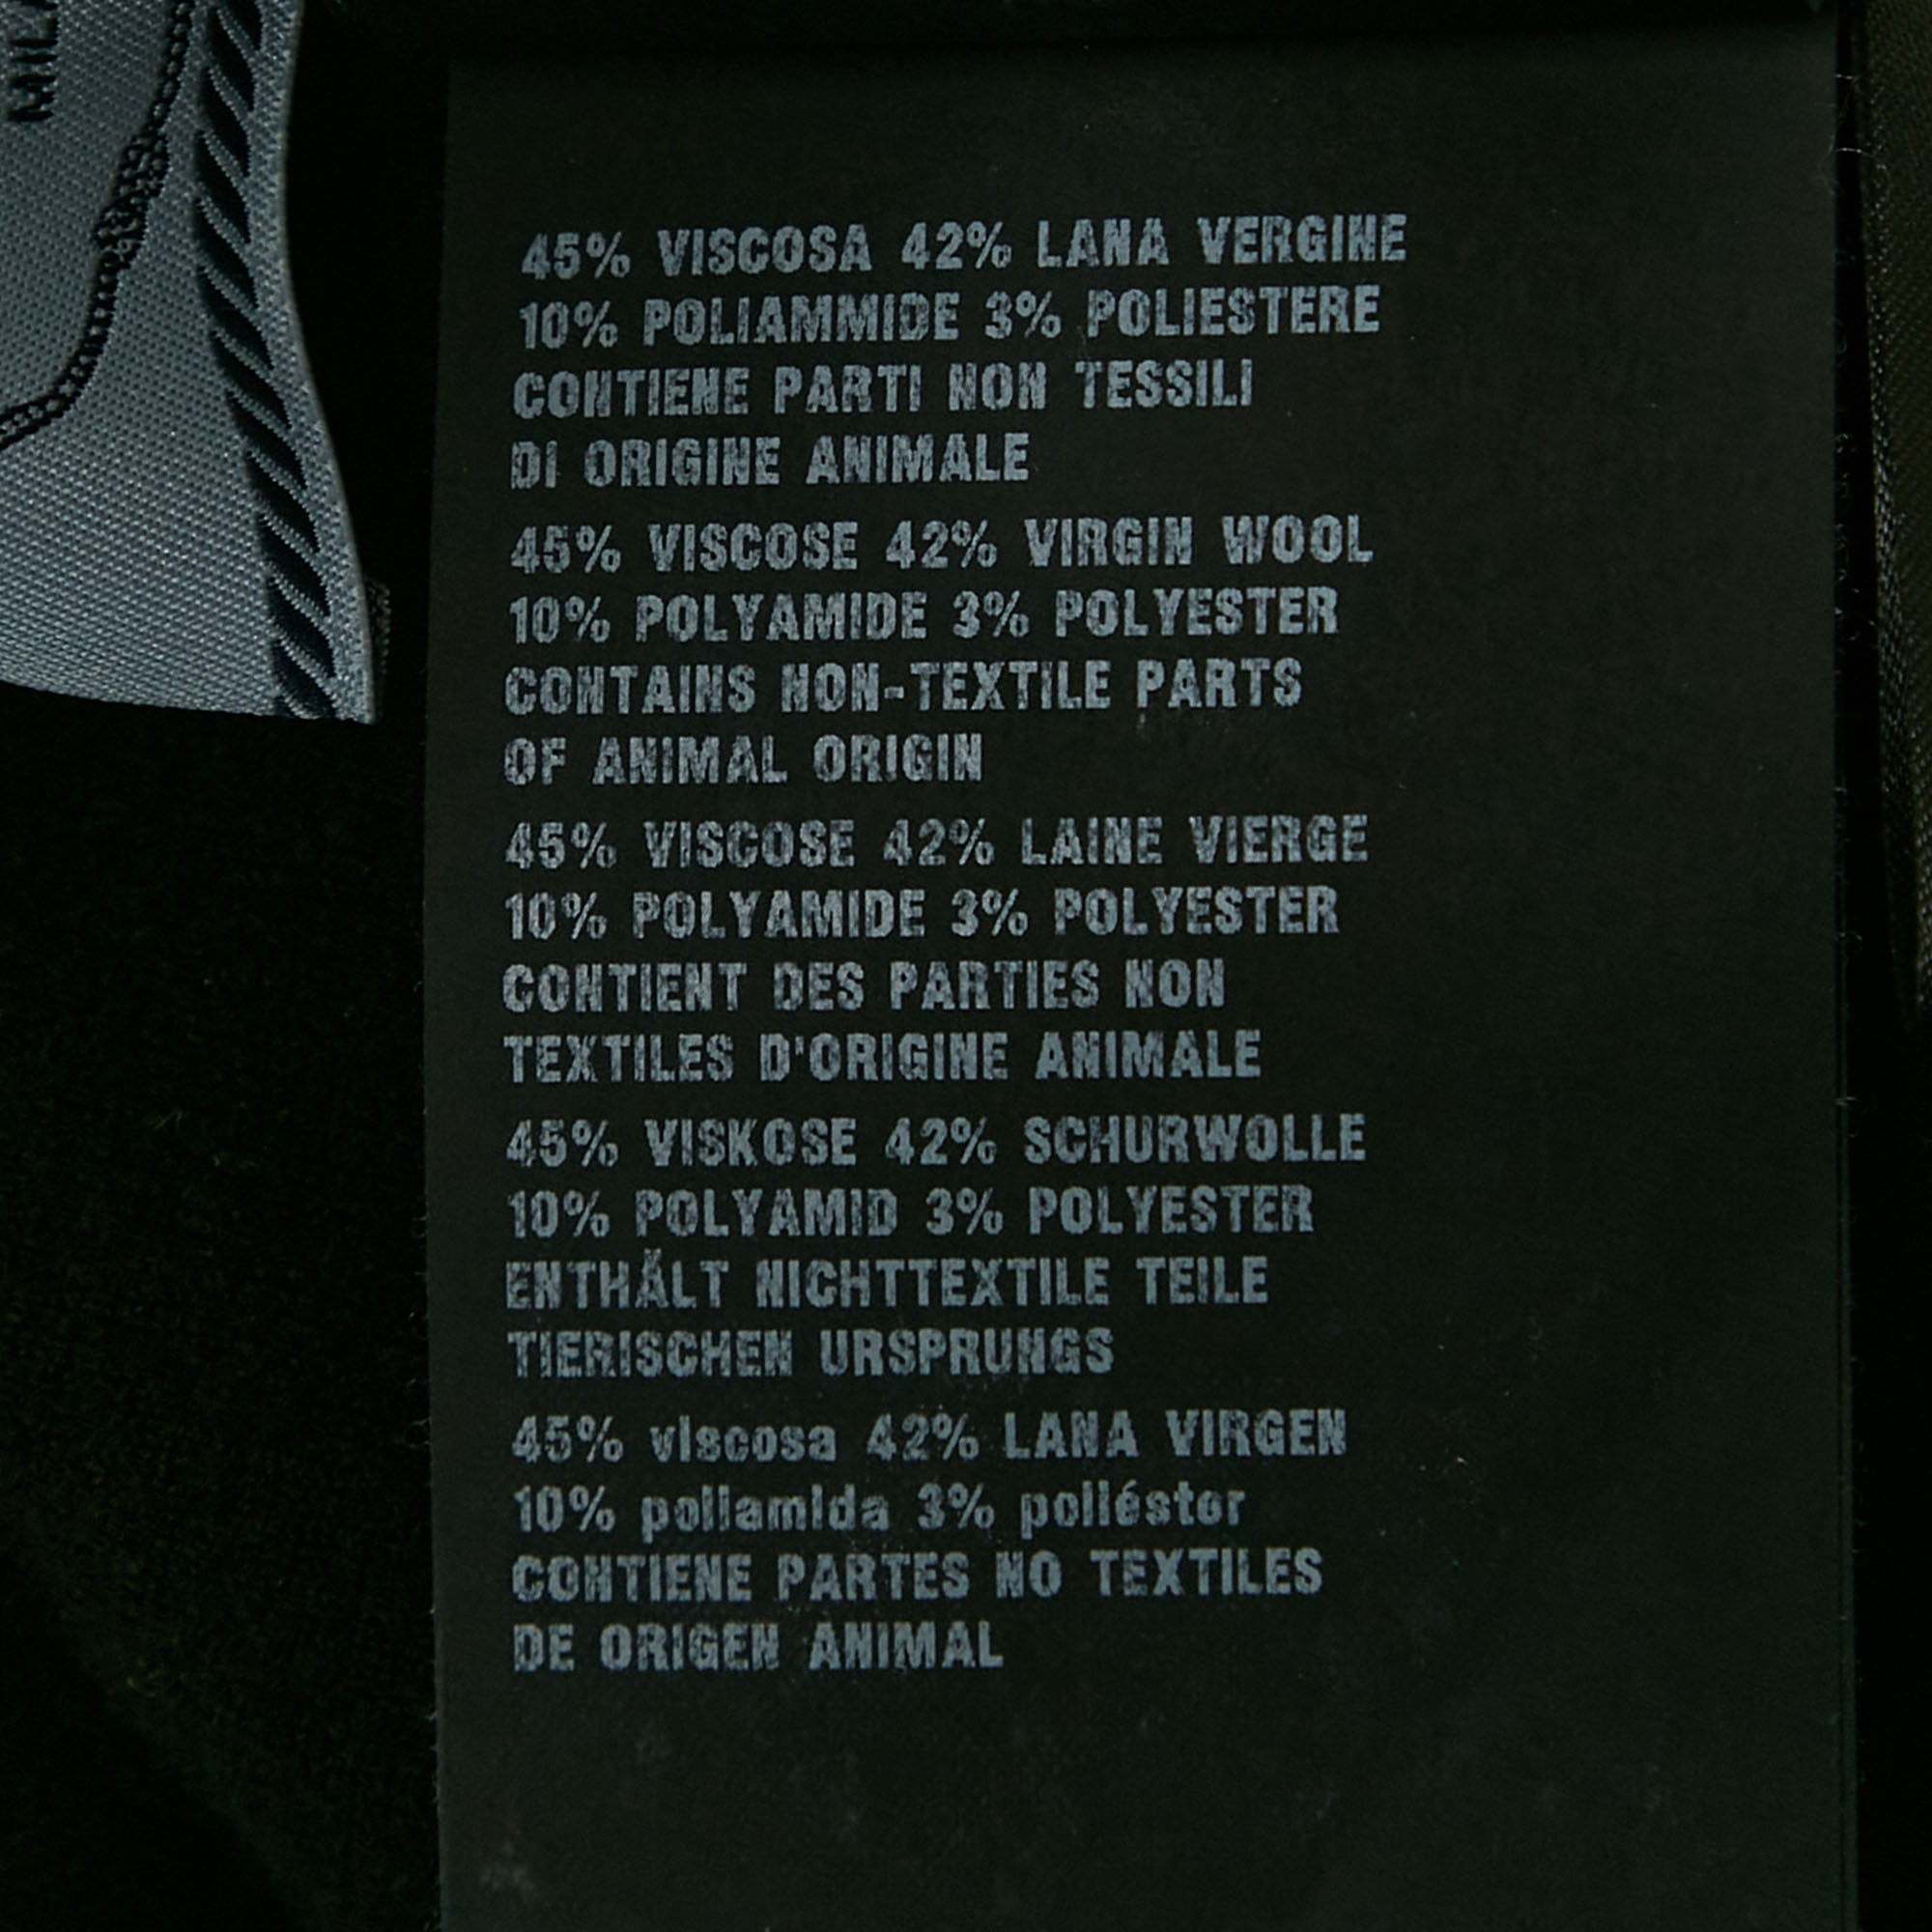 45% VISCOSA 42% LANA VERGINE
10% POLIAMMIDE 3% POLIESTERE
CONTIENE PARTI NON TESSILI
DI ORIGINE ANIMALE
45% VISCOSE 42% VIRGIN WOOL
10% POLYAMIDE 3% POLYESTER
CONTAINS NON-TEXTILE PARTS
OF ANIMAL ORIGIN
45% VISCOSE 42% LAINE VIERGE
10% POLYAMIDE 3% POLYESTER
CONTIENT DES PARTIES NON
TEXTILES D'ORIGINE ANIMALE
45% VISKOSE 42% SCHURWOLLE
10% POLYAMID 3% POLYESTER
ENTHÄLT NICHTTEXTILE TEILE
TIERISCHEN URSPRUNGS
45% viscosa 42% LANA VIRGEN
10% poliamida 3% poliéster
CONTIENE PARTES NO TEXTILES
DE ORIGEN ANIMAL